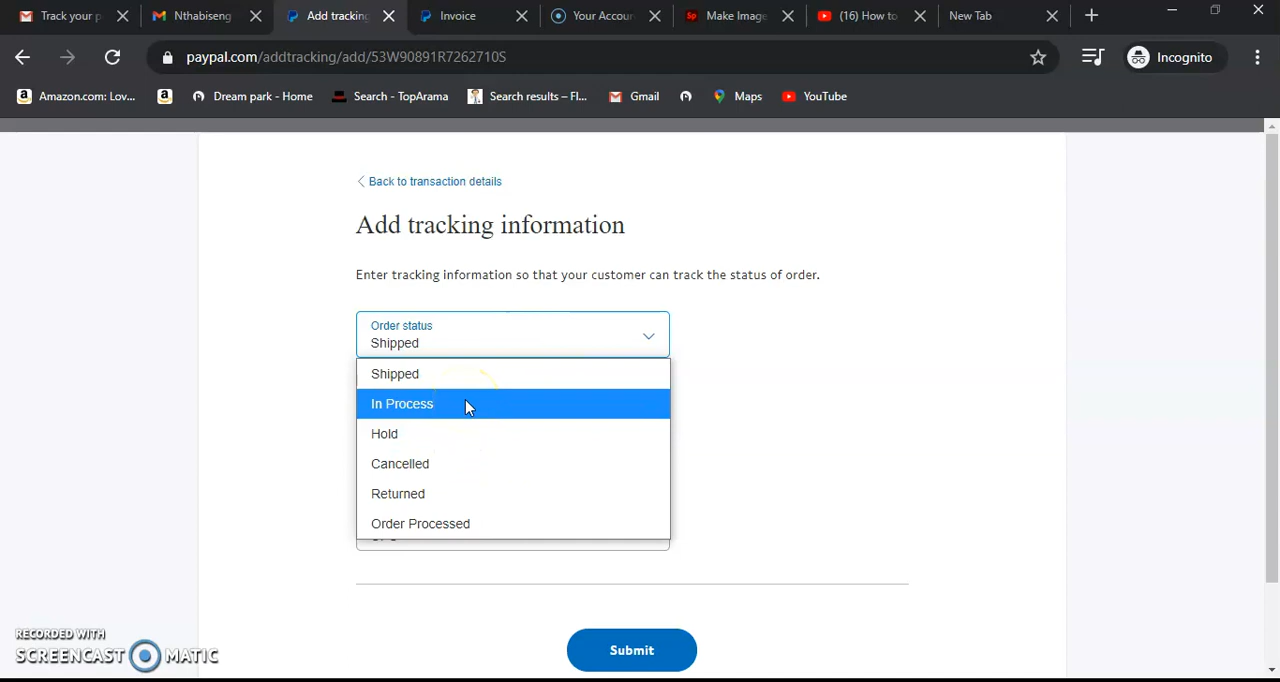 Track your p
Nthabiseng
Add tracking
Invoice
Your Accoun
Make Image
(16) How to
New Tab
paypal.com/addtracking/add/53W90891R7262710S
Incognito
Amazon.com: Lov...
Dream park - Home
Search - TopArama
Search results – Fl...
Gmail
Maps
YouTube
Back to transaction details
Add tracking information
Enter tracking information so that your customer can track the status of order.
Order status
Shipped
Shipped
In Process
Hold
Cancelled
Returned
Order Processed
Submit
RECORDED WITH
SCREENCAST MATIC